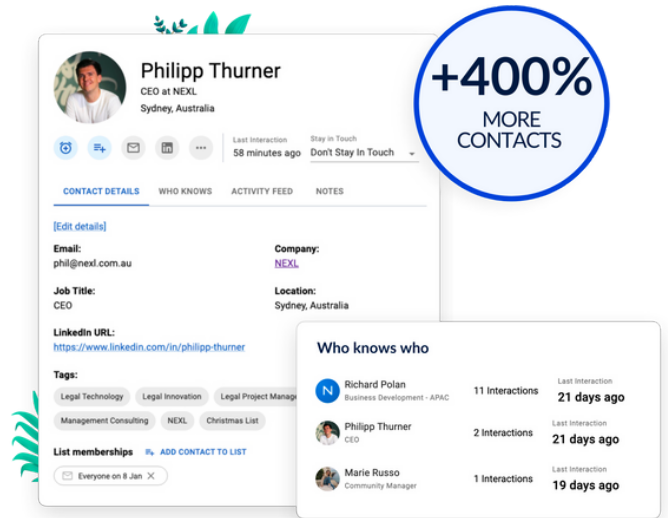 Philipp Thurner
CEO at NEXL
Sydney, Australia
Last Interaction
58 minutes ago
Stay in Touch
Don't Stay In Touch
+400%
MORE
CONTACTS
CONTACT DETAILS WHO KNOWS ACTIVITY FEED NOTES
[Edit details]
Email:
phil@nexl.com.au
Company:
NEXL
Job Title:
CEO
Location:
Sydney, Australia
LinkedIn URL:
https://www.linkedin.com/in/philipp-thurner
Tags:
Legal Technology Legal Innovation Legal Project Manage
Management Consulting NEXL Christmas List
List memberships ADD CONTACT TO LIST
Everyone on 8 Jan
Who knows who
N
Richard Polan
Business Development - APAC
11 Interactions
Last Interaction
21 days ago
Philipp Thurner
CEO
2 Interactions
Last Interaction
21 days ago
Marie Russo
Community Manager
1 Interactions
Last Interaction
19 days ago